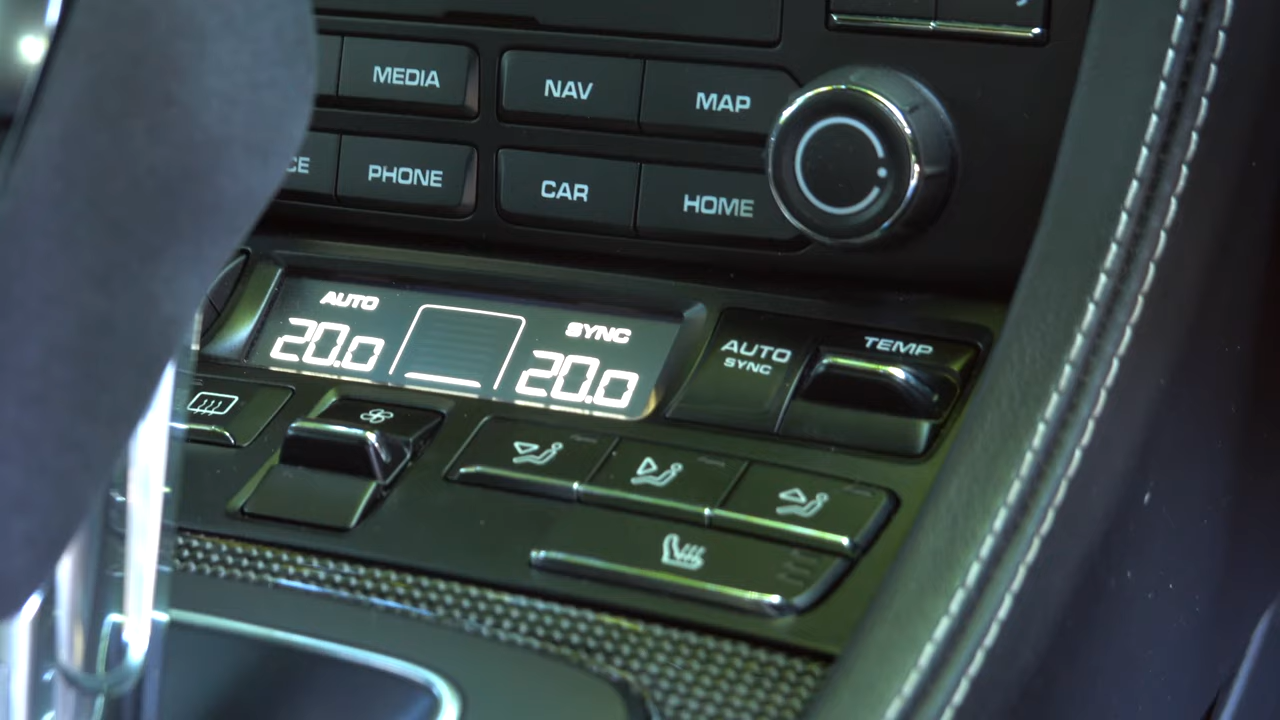 MEDIA
NAV
MAP
PHONE
CAR
HOME
AUTO
20.0
SYNC
20.0
AUTO
SYNC
TEMP